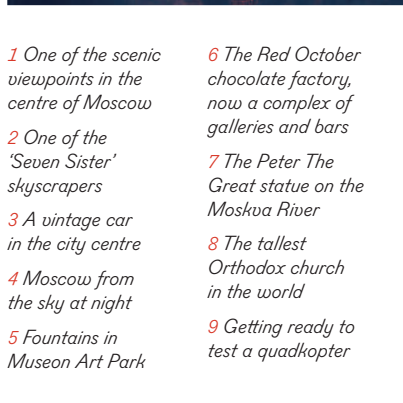 1 One of the scenic
viewpoints in the
centre of Moscow
2 One of the
‘Seven Sister’
skyscrapers
3 A vintage car
in the city centre
4 Moscow from
the sky at night
5 Fountains in
Museon Art Park
6 The Red October
chocolate factory,
now a complex of
galleries and bars
7 The Peter The
Great statue on the
Moskva River
8 The tallest
Orthodox church
in the world
9 Getting ready to
test a quadkopter